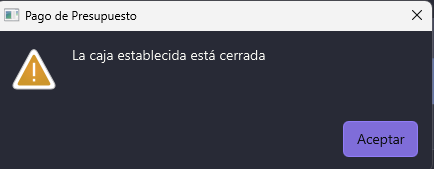 Pago de Presupuesto
La caja establecida está cerrada
Aceptar